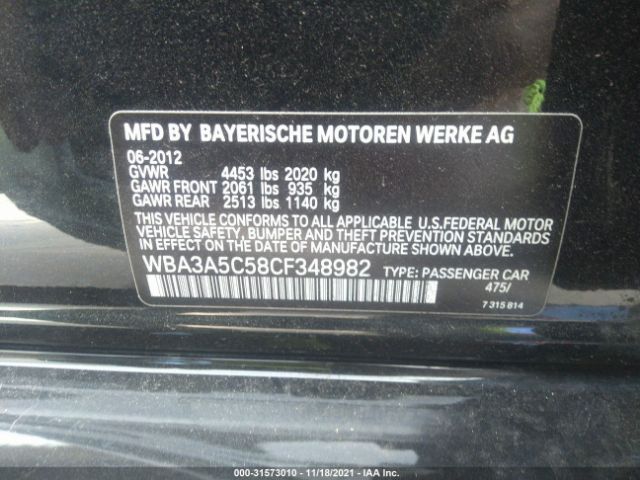 MFD BY BAYERISCHE MOTOREN WERKE AG
06-2012
GVWR 4453 lbs 2020 kg
GAWR FRONT 2061 lbs 935 kg
GAWR REAR 2513 lbs 1140 kg
THIS VEHICLE CONFORMS TO ALL APPLICABLE U.S.FEDERAL MOTOR
VEHICLE SAFETY, BUMPER AND THEFT PREVENTION STANDARDS
IN EFFECT ON THE DATE OF MANUFACTURE SHOWN ABOVE.
WBA3A5C58CF348982 TYPE: PASSENGER CAR
475/
7 315 814
000-31573010 - 11/18/2021 - IAA Inc.